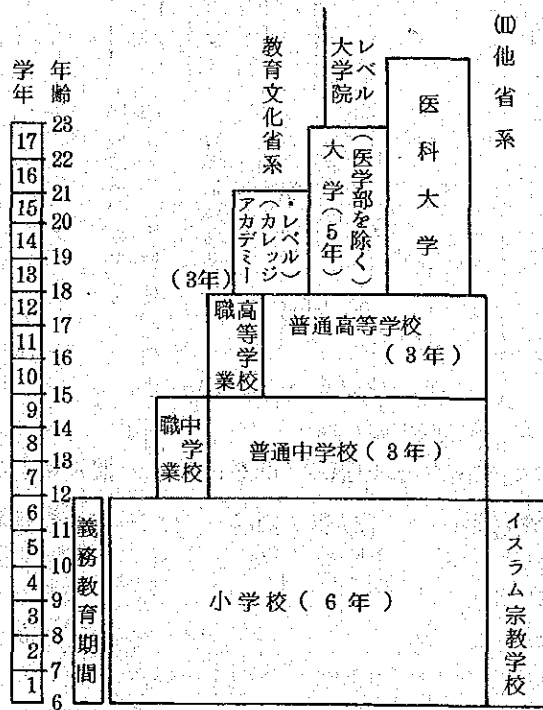 (Ⅱ)他省系
医科大学
レベル
大学院
(医学部を除く)
大学(5年)
教育文化省系
・レベル)
(カレッジ
アカデミー
(3年)
高等学校
職業
普通高等学校
(3年)
中学校
職業
普通中学校(3年)
小学校(6年)
イスラム宗教学校
義務教育期間
年齢
23
22
21
20
19
18
17
16
15
14
13
12
11
10
9
8
7
6
学年
17
16
15
14
13
12
11
10
9
8
7
6
5
4
3
2
1